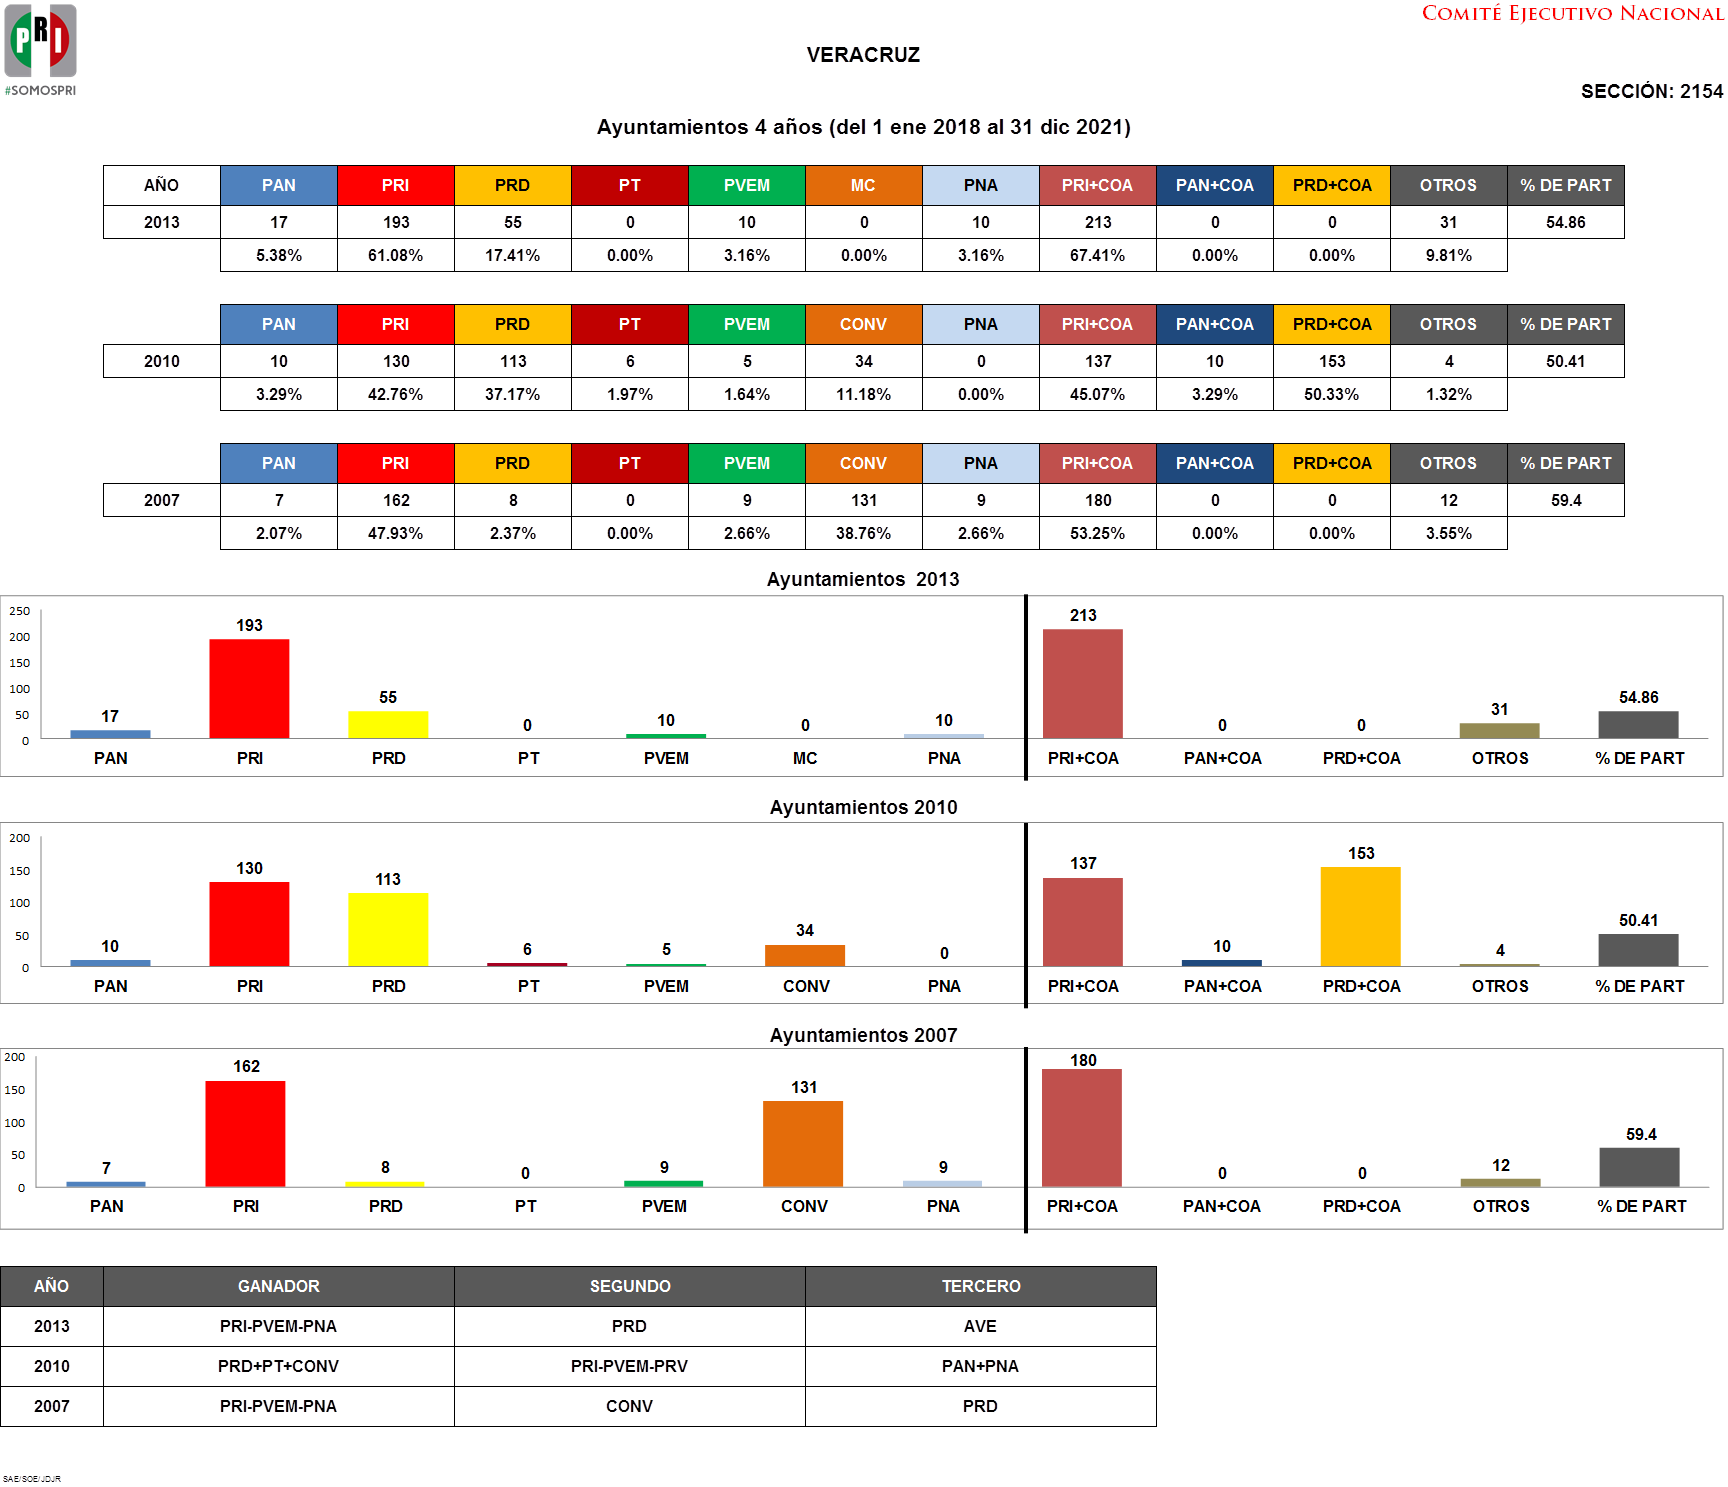 PRI
#SOMOSPRI
COMITÉ EJECUTIVO NACIONAL
VERACRUZ
SECCIÓN: 2154
Ayuntamientos 4 años (del 1 ene 2018 al 31 dic 2021)
AÑO PAN PRI PRD PT PVEM MC PNA PRI+COA PAN+COA PRD+COA OTROS % DE PART
2013 17 193 55 0 10 0 10 213 0 0 31 54.86
5.38% 61.08% 17.41% 0.00% 3.16% 0.00% 3.16% 67.41% 0.00% 0.00% 9.81%
PAN PRI PRD PT PVEM CONV PNA PRI+COA PAN+COA PRD+COA OTROS % DE PART
2010 10 130 113 6 5 34 0 137 10 153 4 50.41
3.29% 42.76% 37.17% 1.97% 1.64% 11.18% 0.00% 45.07% 3.29% 50.33% 1.32%
PAN PRI PRD PT PVEM CONV PNA PRI+COA PAN+COA PRD+COA OTROS % DE PART
2007 7 162 8 0 9 131 9 180 0 0 12 59.4
2.07% 47.93% 2.37% 0.00% 2.66% 38.76% 2.66% 53.25% 0.00% 0.00% 3.55%
Ayuntamientos 2013
250
200
150
100
50
0
17 193 55 0 10 0 10 213 0 0 31 54.86
PAN PRI PRD PT PVEM MC PNA PRI+COA PAN+COA PRD+COA OTROS % DE PART
Ayuntamientos 2010
200
150
100
50
0
10 130 113 6 5 34 0 137 10 153 4 50.41
PAN PRI PRD PT PVEM CONV PNA PRI+COA PAN+COA PRD+COA OTROS % DE PART
Ayuntamientos 2007
200
150
100
50
0
7 162 8 0 9 131 9 180 0 0 12 59.4
PAN PRI PRD PT PVEM CONV PNA PRI+COA PAN+COA PRD+COA OTROS % DE PART
AÑO GANADOR SEGUNDO TERCERO
2013 PRI-PVEM-PNA PRD AVE
2010 PRD+PT+CONV PRI-PVEM-PRV PAN+PNA
2007 PRI-PVEM-PNA CONV PRD
SAE/SOE/JDJR